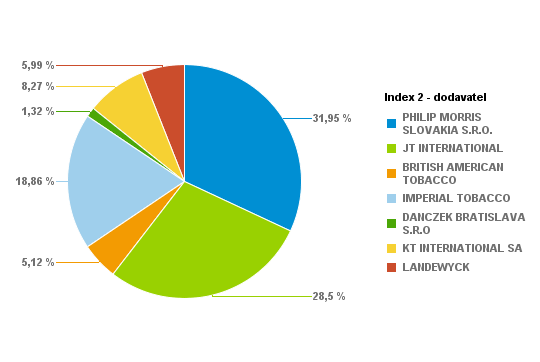 5,99 %
8,27 %
1,32 %
18,86 %
5,12 %
31,95 %
28,5 %
Index 2 - dodavatel
PHILIP MORRIS
SLOVAKIA S.R.O.
JT INTERNATIONAL
BRITISH AMERICAN
TOBACCO
IMPERIAL TOBACCO
DANCZEK BRATISLAVA
S.R.O
KT INTERNATIONAL SA
LANDEWYCK